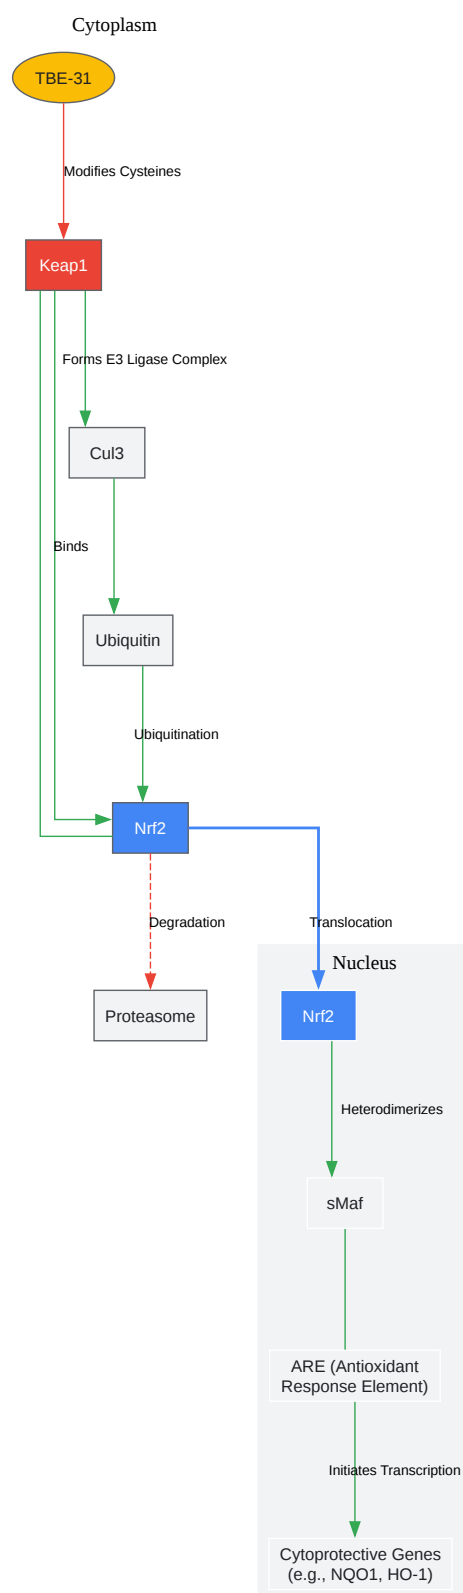 Cytoplasm
TBE-31
Modifies Cysteines
Keap1
Forms E3 Ligase Complex
Cul3
Binds
Ubiquitin
Ubiquitination
Nrf2
Degradation
Translocation
Nucleus
Proteasome
Nrf2
Heterodimerizes
sMaf
ARE (Antioxidant
Response Element)
Initiates Transcription
Cytoprotective Genes
(e.g., NQO1, HO-1)